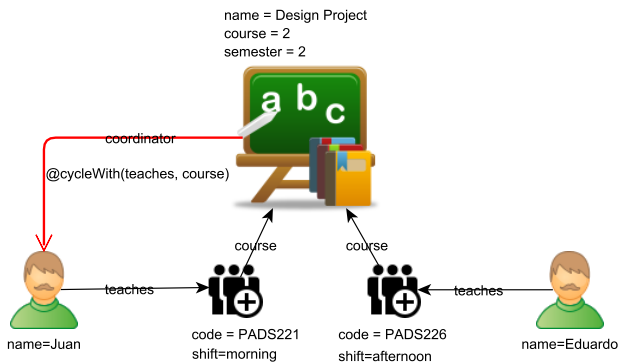 name = Design Project
course = 2
semester = 2
abc
coordinator
@cycleWith(teaches, course)
course
course
teaches
teaches
name=Juan
code = PADS221
shift=morning
code = PADS226
shift=afternoon
name=Eduardo